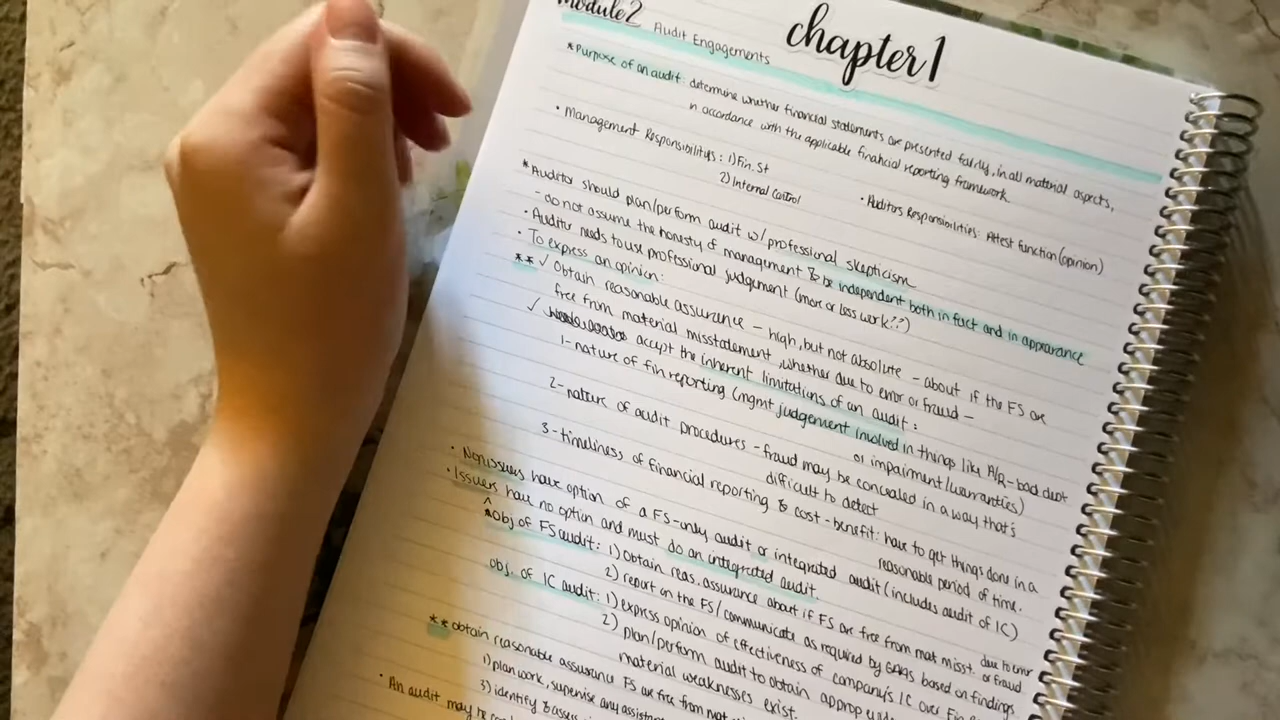 module 2 Audit Engagements
chapter 1
*Purpose of an audit: determine whether financial statements are presented fairly, in all material aspects,
in accordance with the applicable financial reporting framework
• Management Responsibilitys: 1) Fin. St
2) Internal Control
• Auditors Responsibilities: Attest function (opinion)
*Auditor should plan/perform audit w/ professional skepticism
- do not assume the honesty of management & be independent both in fact and in appearance
• Auditor needs to use professional judgement (more or less work??)
• To express an opinion:
** ✓ Obtain reasonable assurance - high, but not absolute - about if the FS are
free from material misstatement, whether due to error or fraud -
✓ accept the inherent limitations of an audit:
1- nature of fin reporting (mgmt judgement involved in things like A/R - bad debt
or impairment/warranties)
2- nature of audit procedures - fraud may be concealed in a way that's
difficult to detect
3- timeliness of financial reporting & cost-benefit: have to get things done in a
reasonable period of time.
• Nonissuers have option of a FS-only audit or integrated audit (includes audit of IC)
• Issuers have no option and must do an integrated audit.
^
*Obj. of FS audit: 1) Obtain reas. assurance about if FS are free from mat misst. due to error or fraud
2) report on the FS/communicate as required by GAAS based on findings
obj. of IC audit: 1) express opinion of effectiveness of company's IC over Fin
2) plan/perform audit to obtain
material weaknesses exist.
** obtain reasonable assurance FS are free from
1) plan work, supervise any
3) identify & assess
• An audit may be